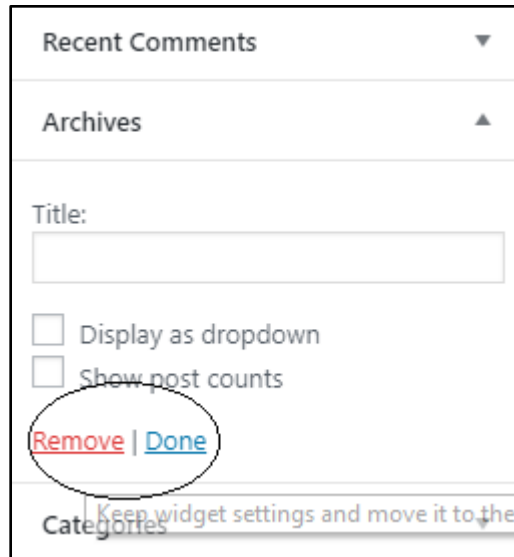 Recent Comments
Archives
Title:
Display as dropdown
Show post counts
Remove | Done
Keep widget settings and move it to the
Categories